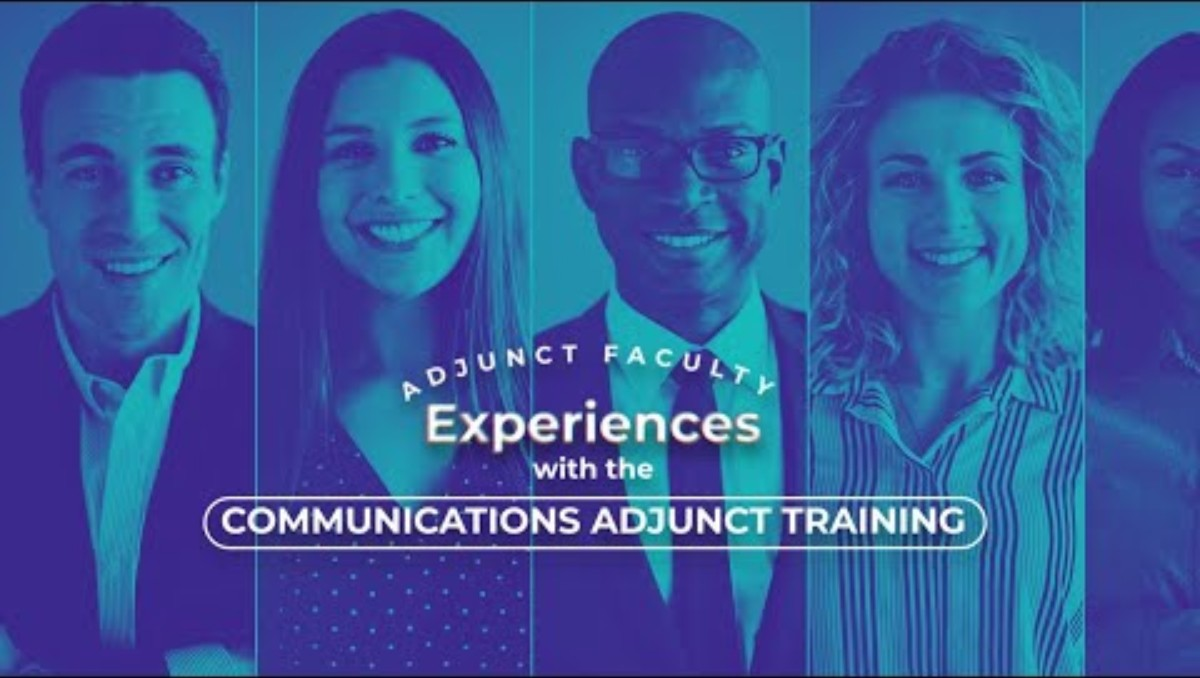 ADJUNCT FACULTY
Experiences
with the
COMMUNICATIONS ADJUNCT TRAINING